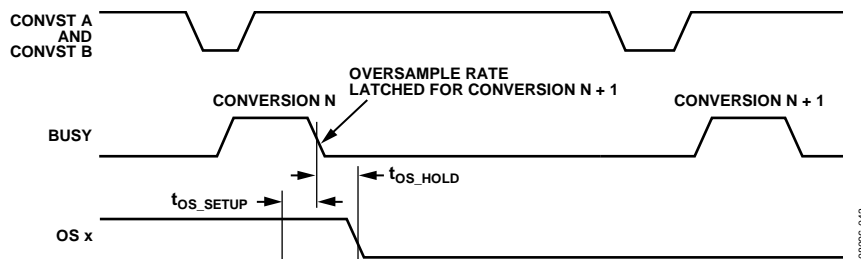 CONVST A
AND
CONVST B
OVERSAMPLE RATE
LATCHED FOR CONVERSION N + 1
CONVERSION N
CONVERSION N + 1
BUSY
tOS_HOLD
tOS_SETUP
OS x